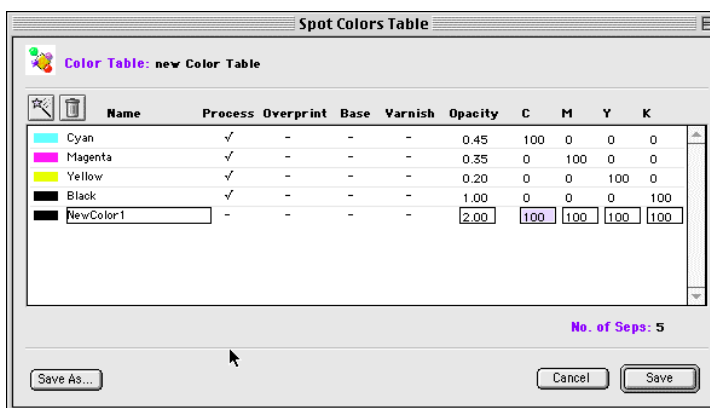 Spot Colors Table
Color Table: new Color Table
Name Process Overprint Base Varnish Opacity C M Y K
Cyan √ - - - 0.45 100 0 0 0
Magenta √ - - - 0.35 0 100 0 0
Yellow √ - - - 0.20 0 0 100 0
Black √ - - - 1.00 0 0 0 100
NewColor1 - - - - 2.00 100 100 100 100
No. of Seps: 5
Save As... Cancel Save